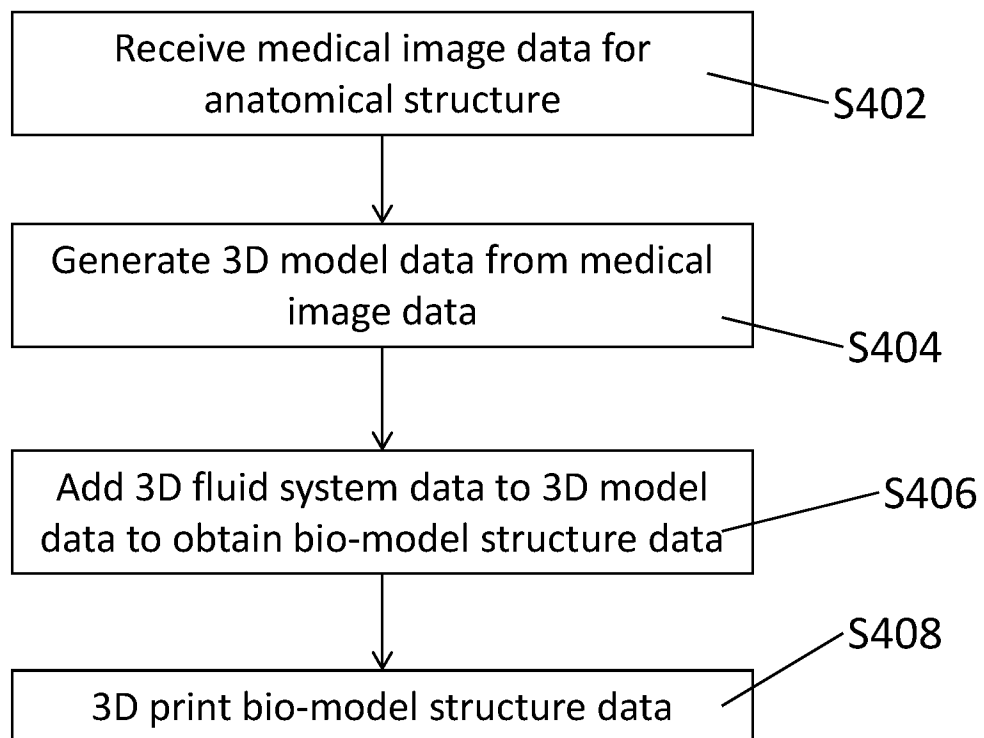 Receive medical image data for
anatomical structure
S402
Generate 3D model data from medical
image data
S404
Add 3D fluid system data to 3D model
data to obtain bio-model structure data
S406
S408
3D print bio-model structure data